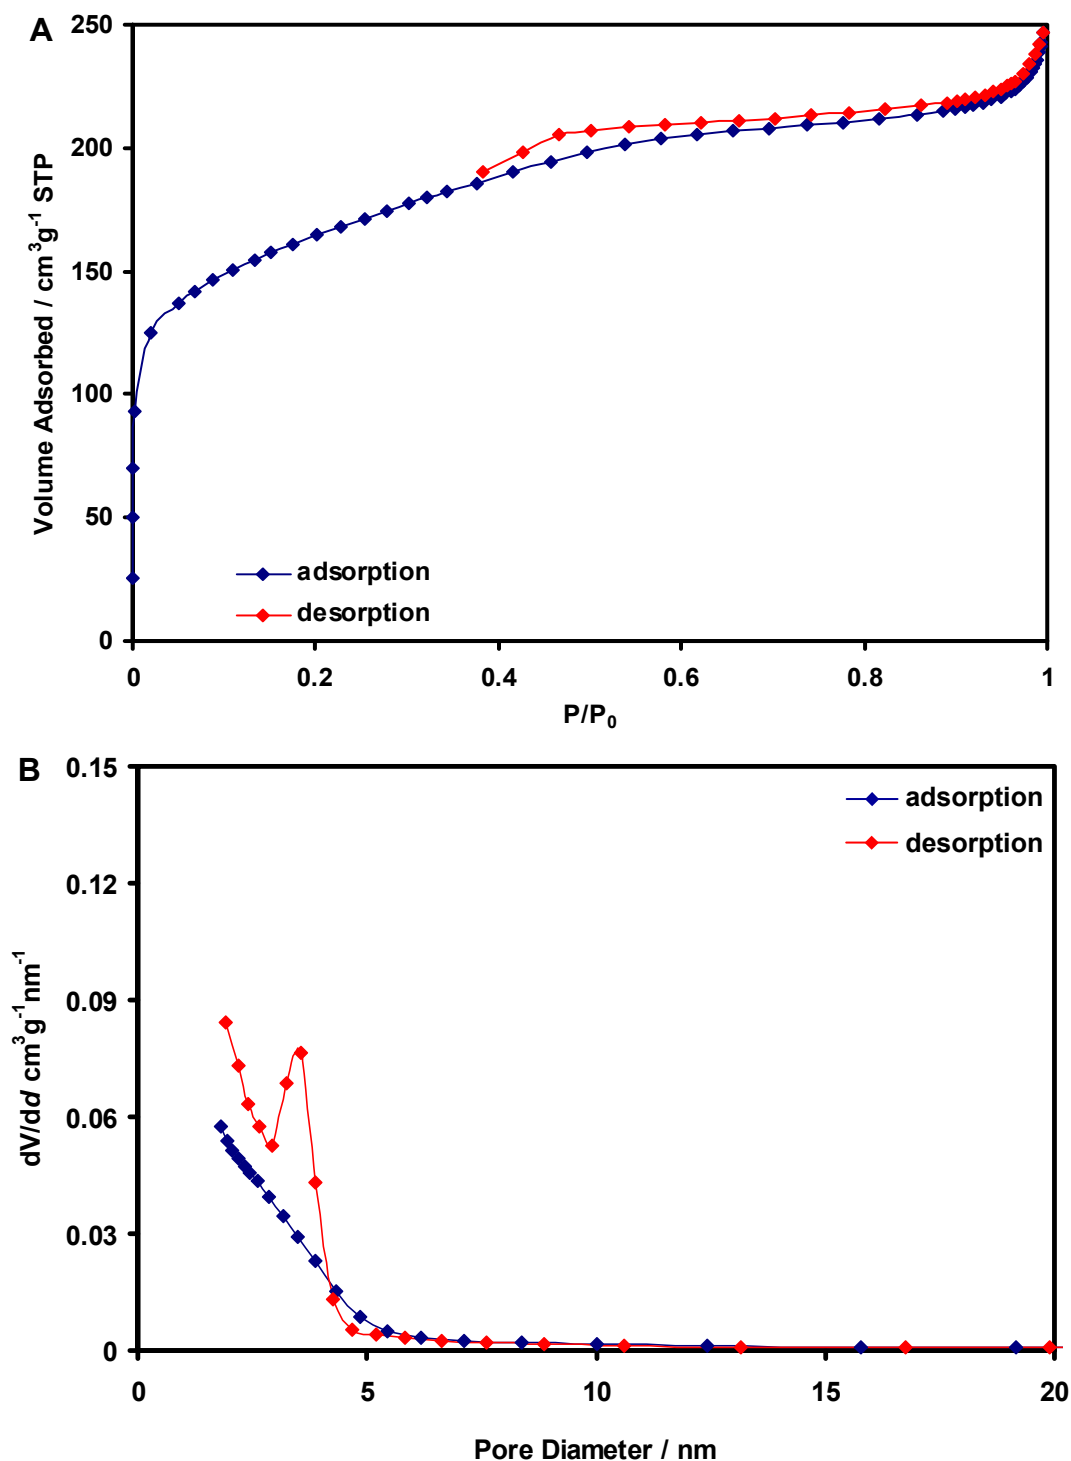 A
250
200
150
100
50
0
Volume Adsorbed / cm³g⁻¹ STP
adsorption
desorption
0 0.2 0.4 0.6 0.8 1
P/P₀
B
0.15
0.12
0.09
0.06
0.03
0
dV/dd cm³g⁻¹nm⁻¹
adsorption
desorption
0 5 10 15 20
Pore Diameter / nm